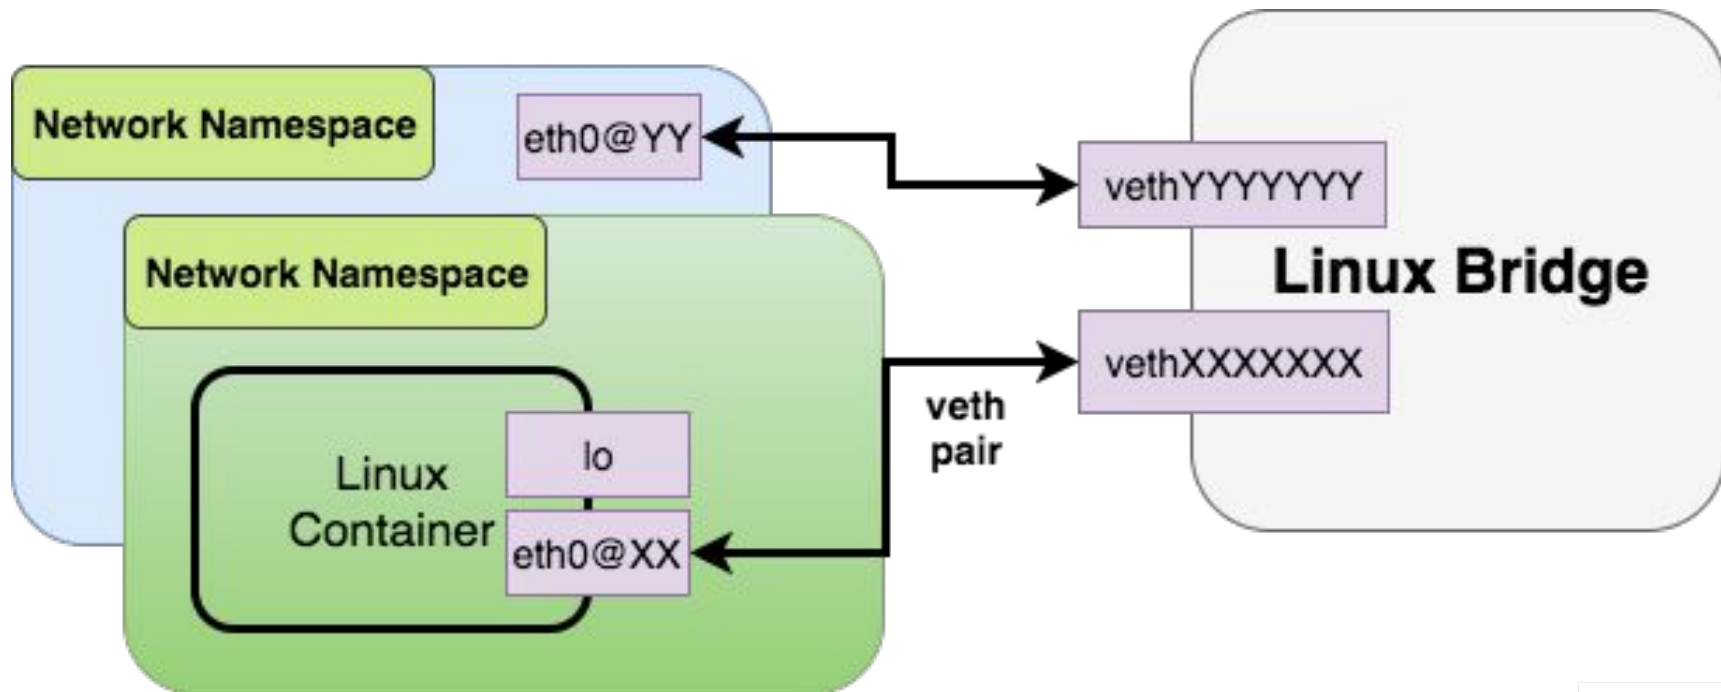 Network Namespace
eth0@YY
vethYYYYYYY
Network Namespace
Linux Bridge
vethXXXXXXX
veth
pair
lo
Linux
Container
eth0@XX